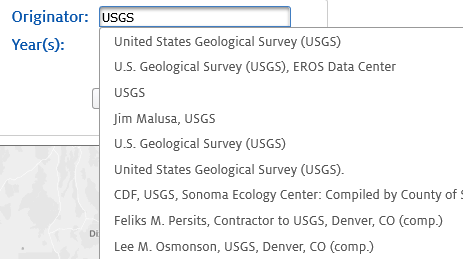 Originator: USGS
Year(s):
United States Geological Survey (USGS)
U.S. Geological Survey (USGS), EROS Data Center
USGS
Jim Malusa, USGS
U.S. Geological Survey (USGS)
United States Geological Survey (USGS).
CDF, USGS, Sonoma Ecology Center: Compiled by County of S
Feliks M. Persits, Contractor to USGS, Denver, CO (comp.)
Lee M. Osmonson, USGS, Denver, CO (comp.)
Di